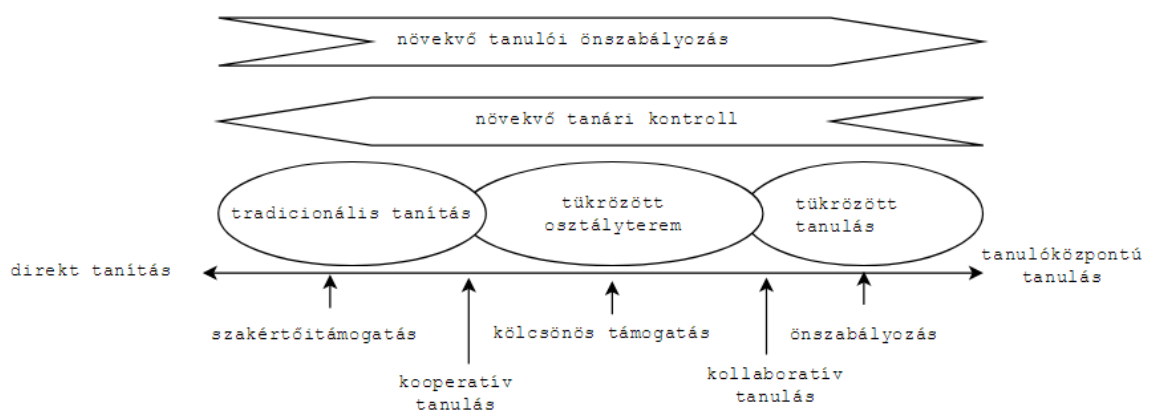 növekvő tanulói önszabályozás
növekvő tanári kontroll
tradicionális tanítás
tükrözött
osztályterem
tükrözött
tanulás
direkt tanítás
tanulóközpontú
tanulás
szakértőitámogatás
kölcsönös támogatás
önszabályozás
kooperatív
tanulás
kollaboratív
tanulás